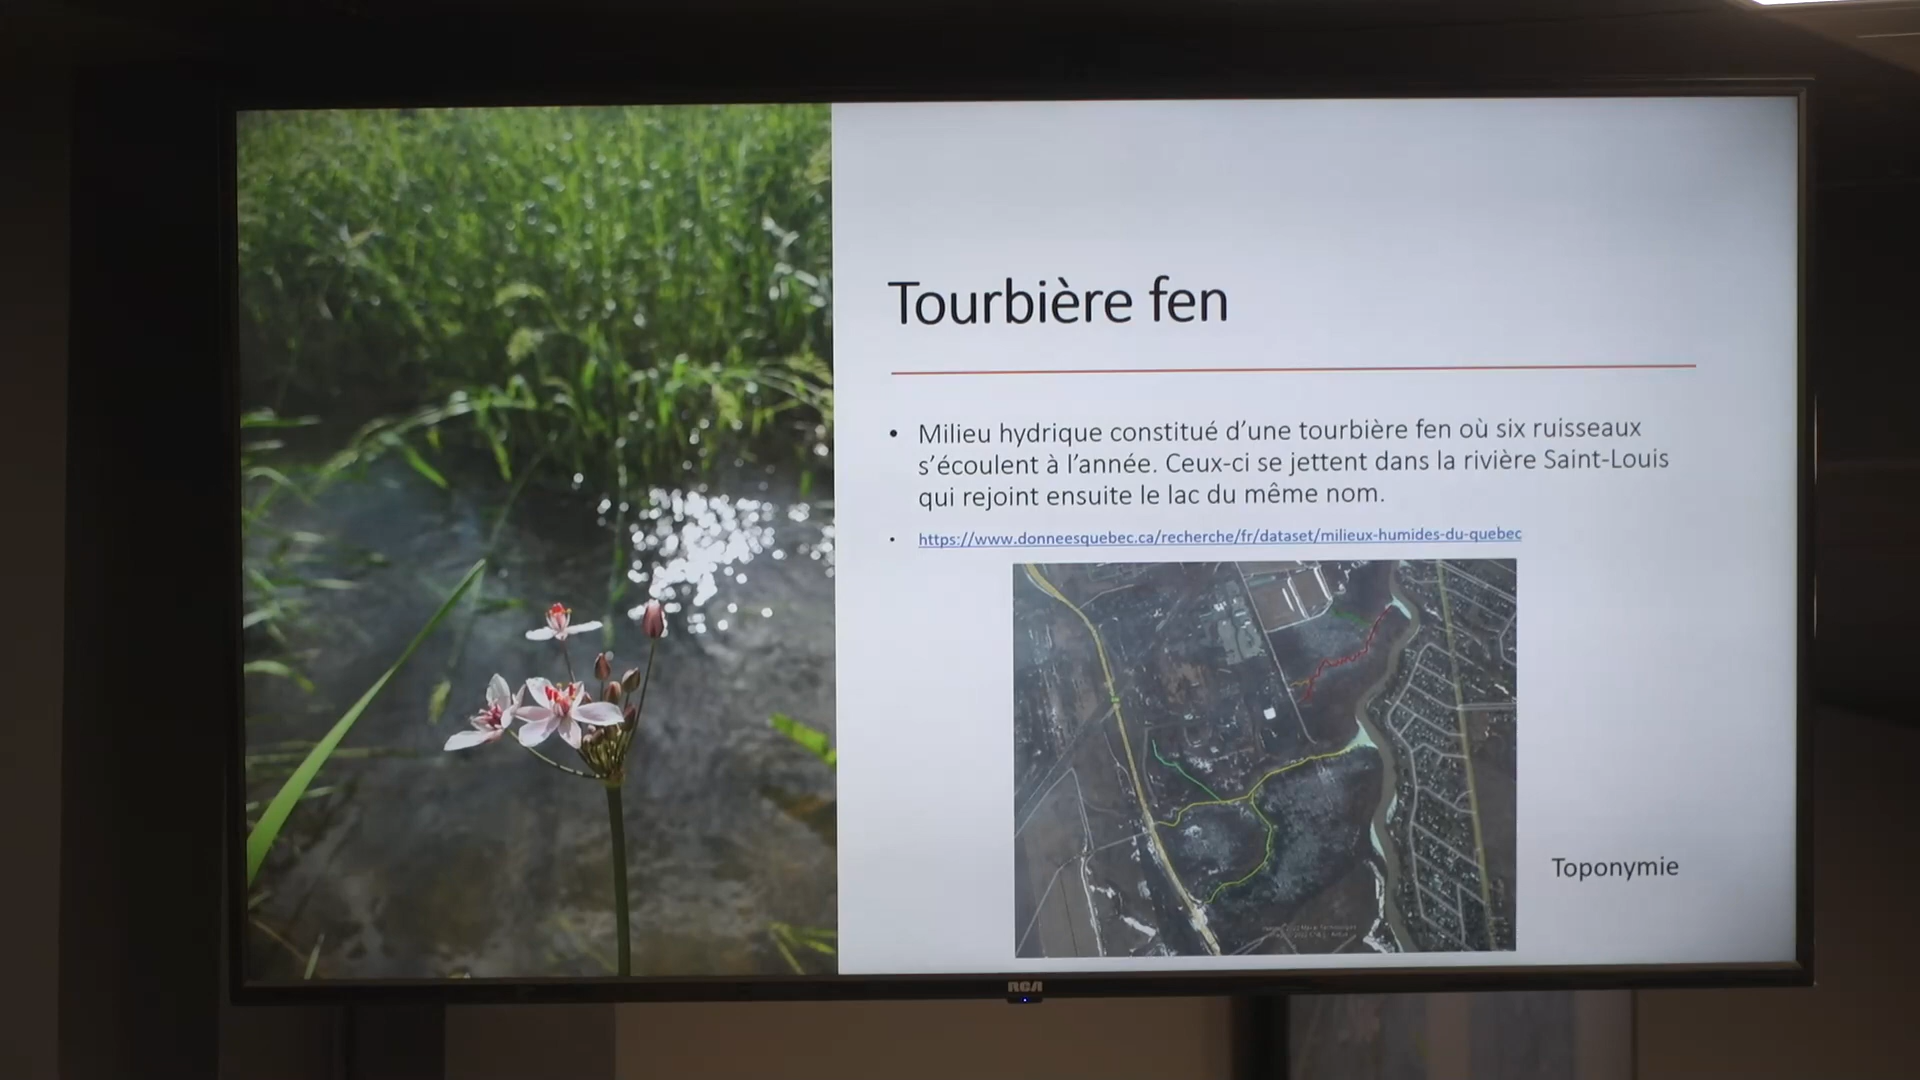 Tourbière fen
• Milieu hydrique constitué d’une tourbière fen où six ruisseaux
s’écoulent à l’année. Ceux-ci se jettent dans la rivière Saint-Louis
qui rejoint ensuite le lac du même nom.
• https://www.donneesquebec.ca/recherche/fr/dataset/milieux-humides-du-quebec
Toponymie
RCA